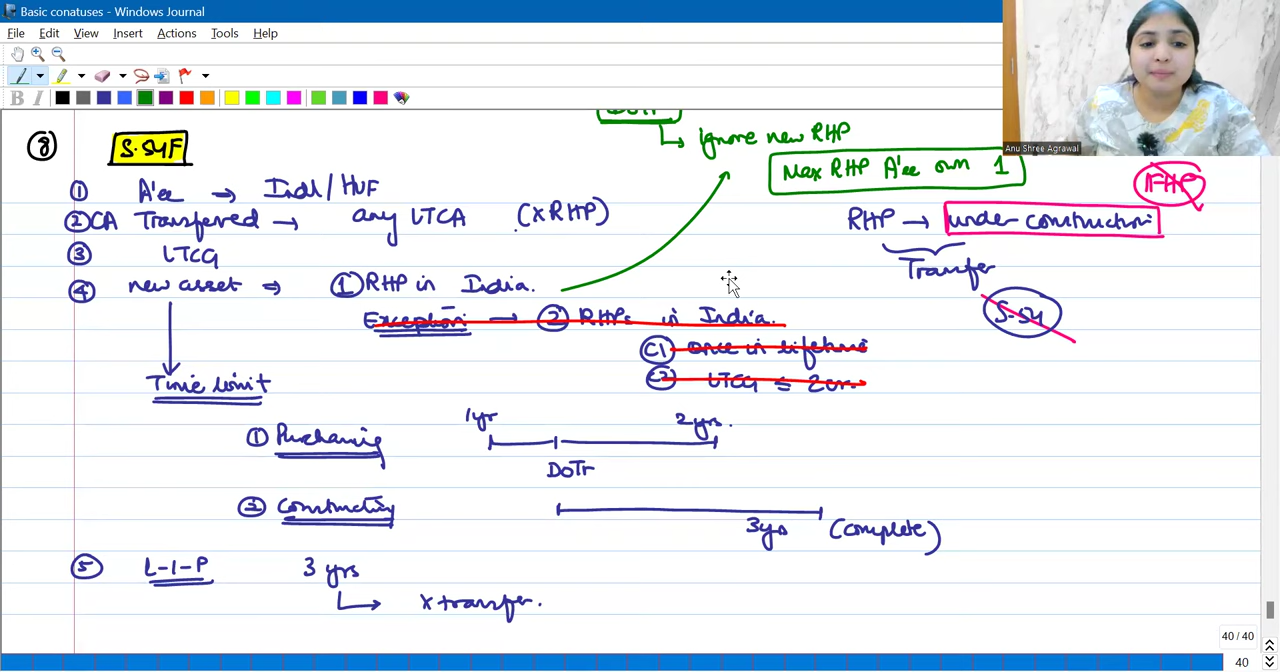 Basic conatuses - Windows Journal
File Edit View Insert Actions Tools Help
B I
Anu Shree Agrawal
↳ ignore new RHP
Max RHP A'ee own 1
⑧ S.54F
① A'ee → Indl/HUF
② CA Transferred → any LTCA (XRHP)
③ LTCG
④ new asset ⇒ ① RHP in India.
Exception → ② RHPs in India.
C1 once in lifetime
C2 LTCG ≤ 2cr.
RHP → under construction
Transfer
S-54
Time limit
① Purchasing
1yr 2yrs.
DoTr
② Constructing
3yrs (complete)
⑤ L-I-P 3 yrs
↳ X transfer.
40 / 40
40